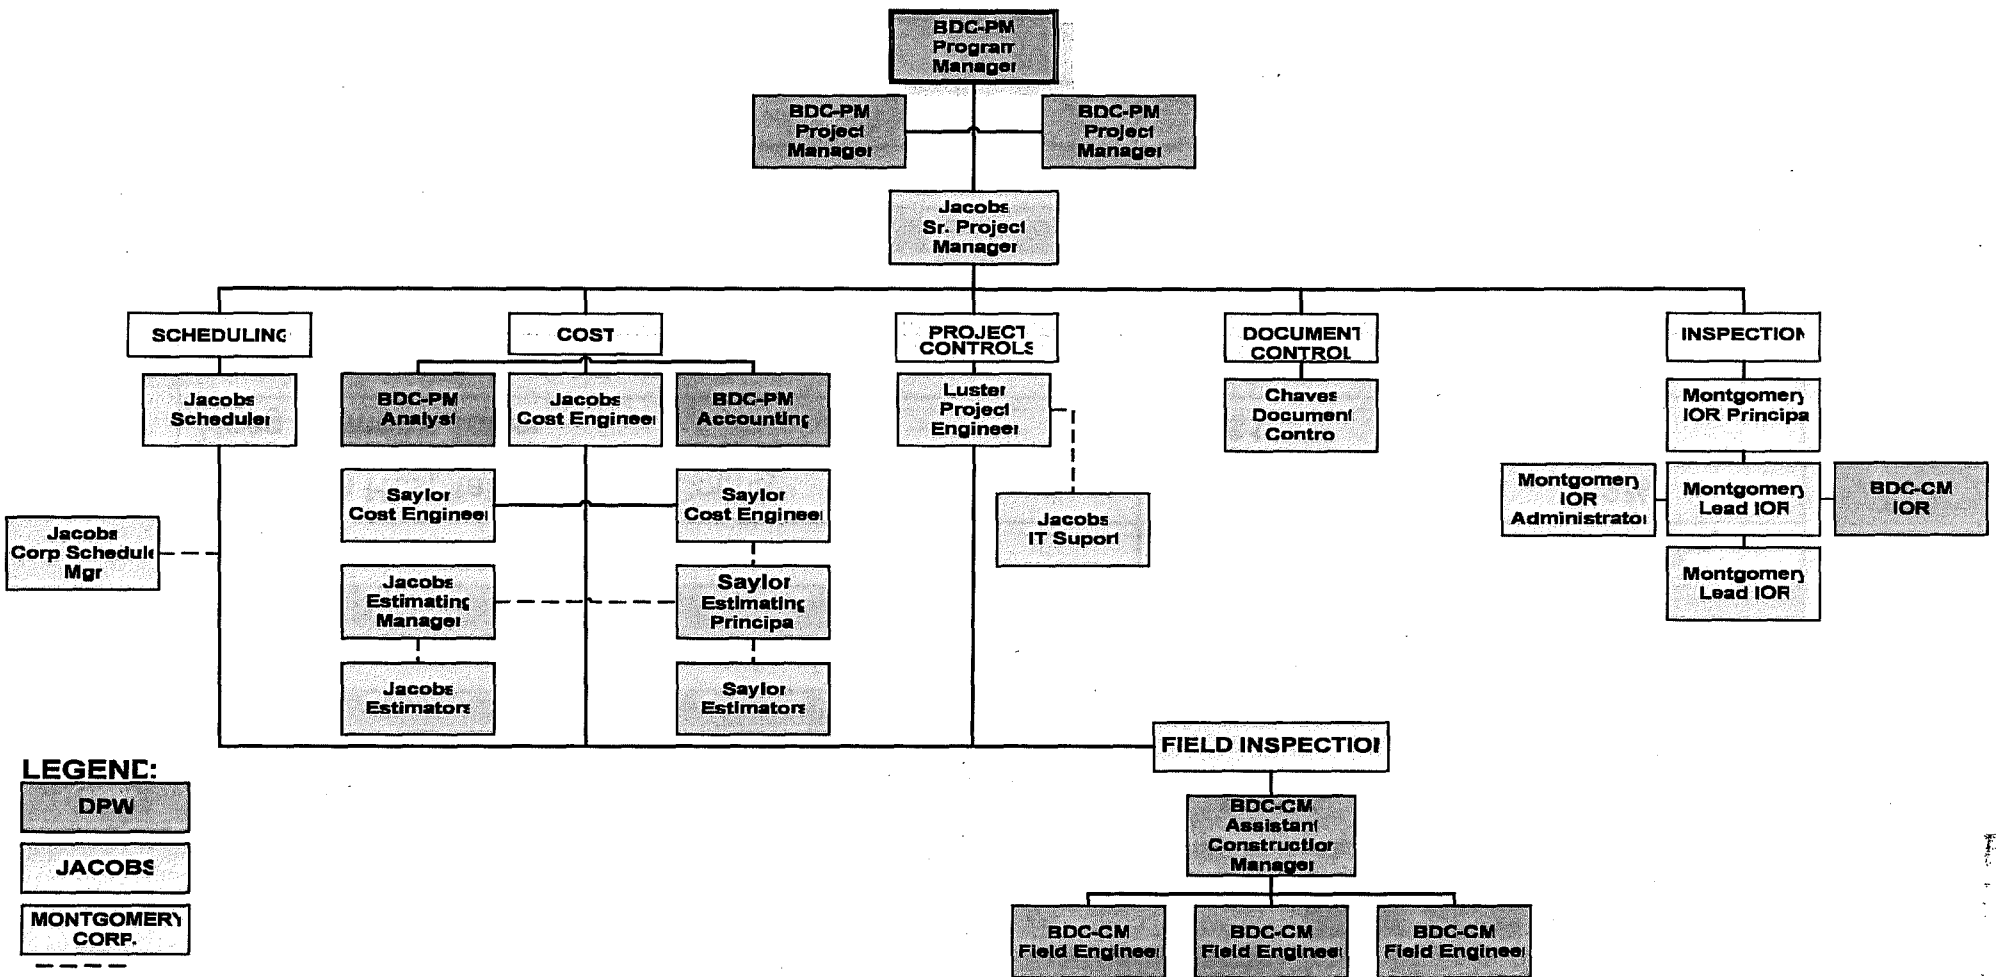 BDC-PM
Program
Manager
BDC-PM
Project
Manager
BDC-PM
Project
Manager
Jacobs
Sr. Project
Manager
SCHEDULING
COST
PROJECT
CONTROLS
DOCUMENT
CONTROL
INSPECTION
Jacobs
Scheduler
BDC-PM
Analyst
Jacobs
Cost Engineer
BDC-PM
Accounting
Luster
Project
Engineer
Chaves
Document
Contro
Montgomery
IOR Principa
Saylor
Cost Engineer
Saylor
Cost Engineer
Jacobs
IT Suport
Montgomery
IOR
Administrator
Montgomery
Lead IOR
BDC-CM
IOR
Jacobs
Corp Schedule
Mgr
Jacobs
Estimating
Manager
Saylor
Estimating
Principa
Montgomery
Lead IOR
Jacobs
Estimators
Saylor
Estimators
FIELD INSPECTION
BDC-CM
Assistant
Construction
Manager
BDC-CM
Field Engineer
BDC-CM
Field Engineer
BDC-CM
Field Engineer
LEGEND:
DPW
JACOBS
MONTGOMERY
CORP.